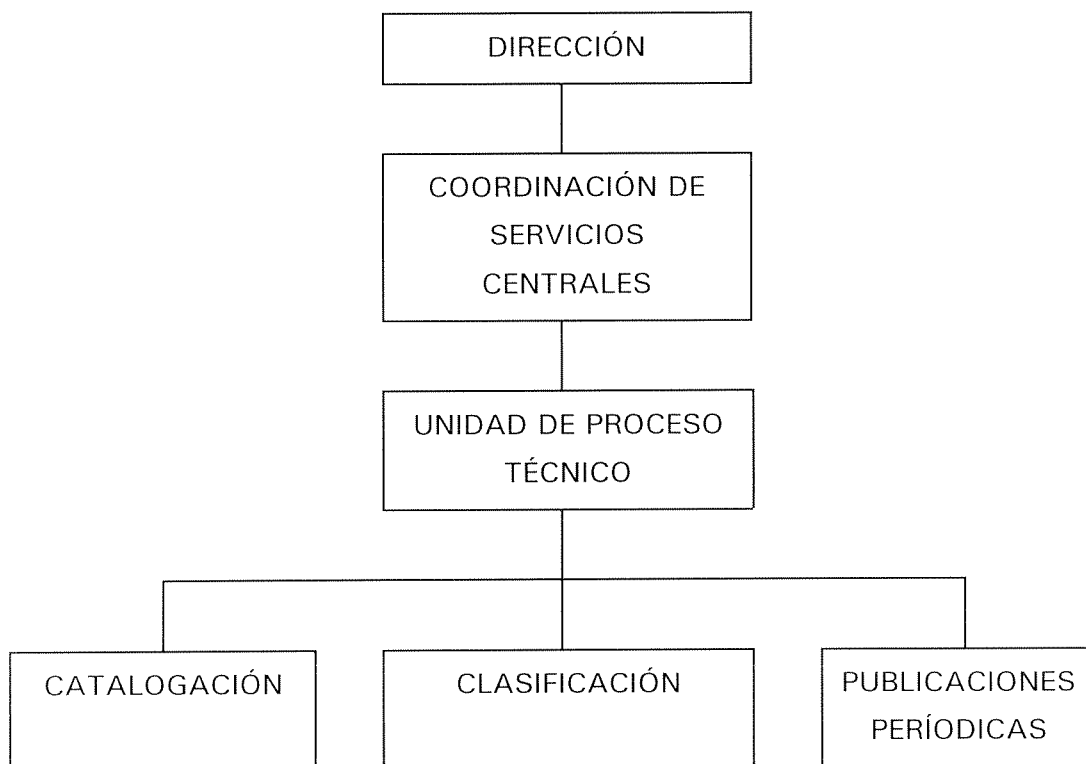 DIRECCIÓN
COORDINACIÓN DE
SERVICIOS
CENTRALES
UNIDAD DE PROCESO
TÉCNICO
CATALOGACIÓN
CLASIFICACIÓN
PUBLICACIONES
PERÍODICAS